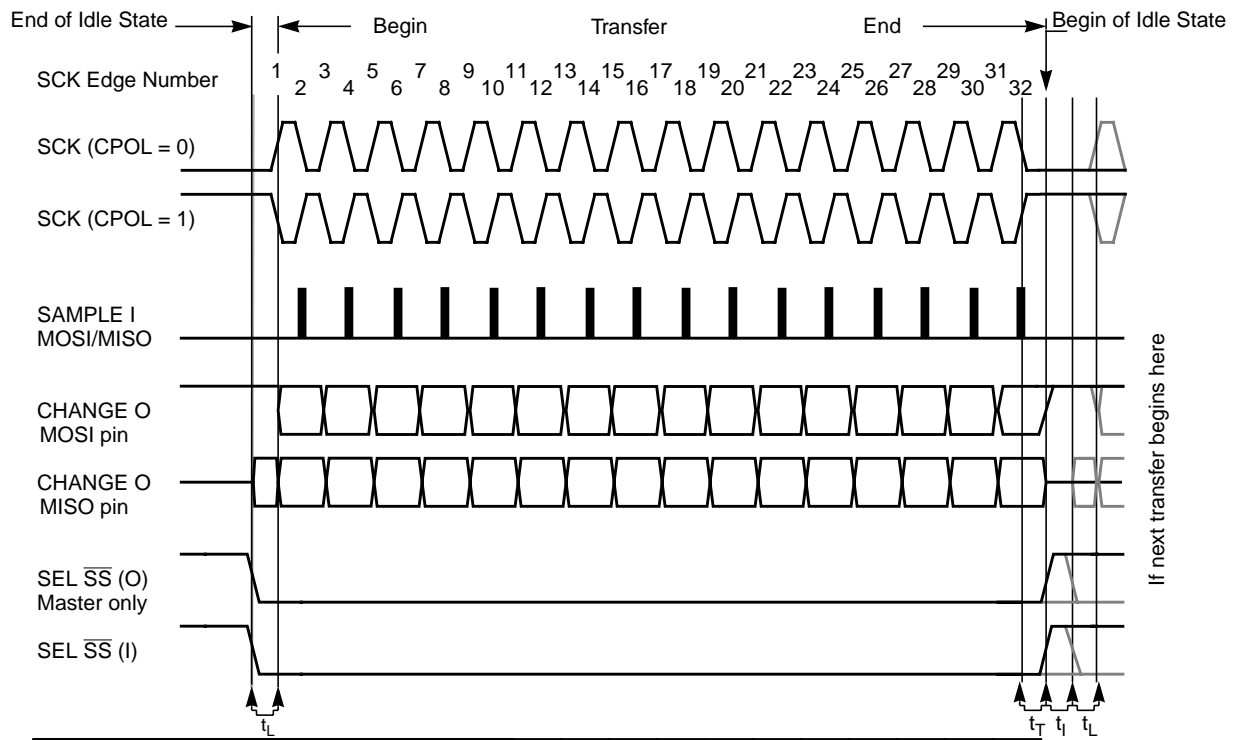 End of Idle State
Begin
Transfer
End
Begin of Idle State
SCK Edge Number
1 3 5 7 9 11 13 15 17 19 21 23 25 27 29 31
2 4 6 8 10 12 14 16 18 20 22 24 26 28 30 32
SCK (CPOL = 0)
SCK (CPOL = 1)
SAMPLE I
MOSI/MISO
CHANGE O
MOSI pin
CHANGE O
MISO pin
SEL SS (O)
Master only
SEL SS (I)
tL
tT tI tL
If next transfer begins here